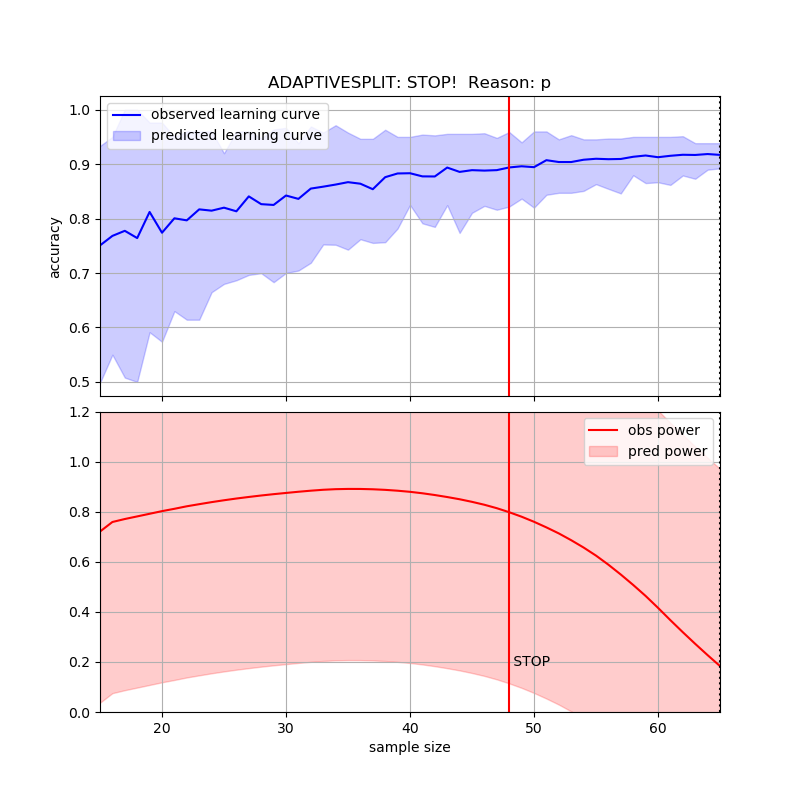 ADAPTIVESPLIT: STOP!  Reason: p
1.0
0.9
0.8
0.7
0.6
0.5
accuracy
observed learning curve
predicted learning curve
1.2
1.0
0.8
0.6
0.4
0.2
0.0
obs power
pred power
STOP
20
30
40
50
60
sample size